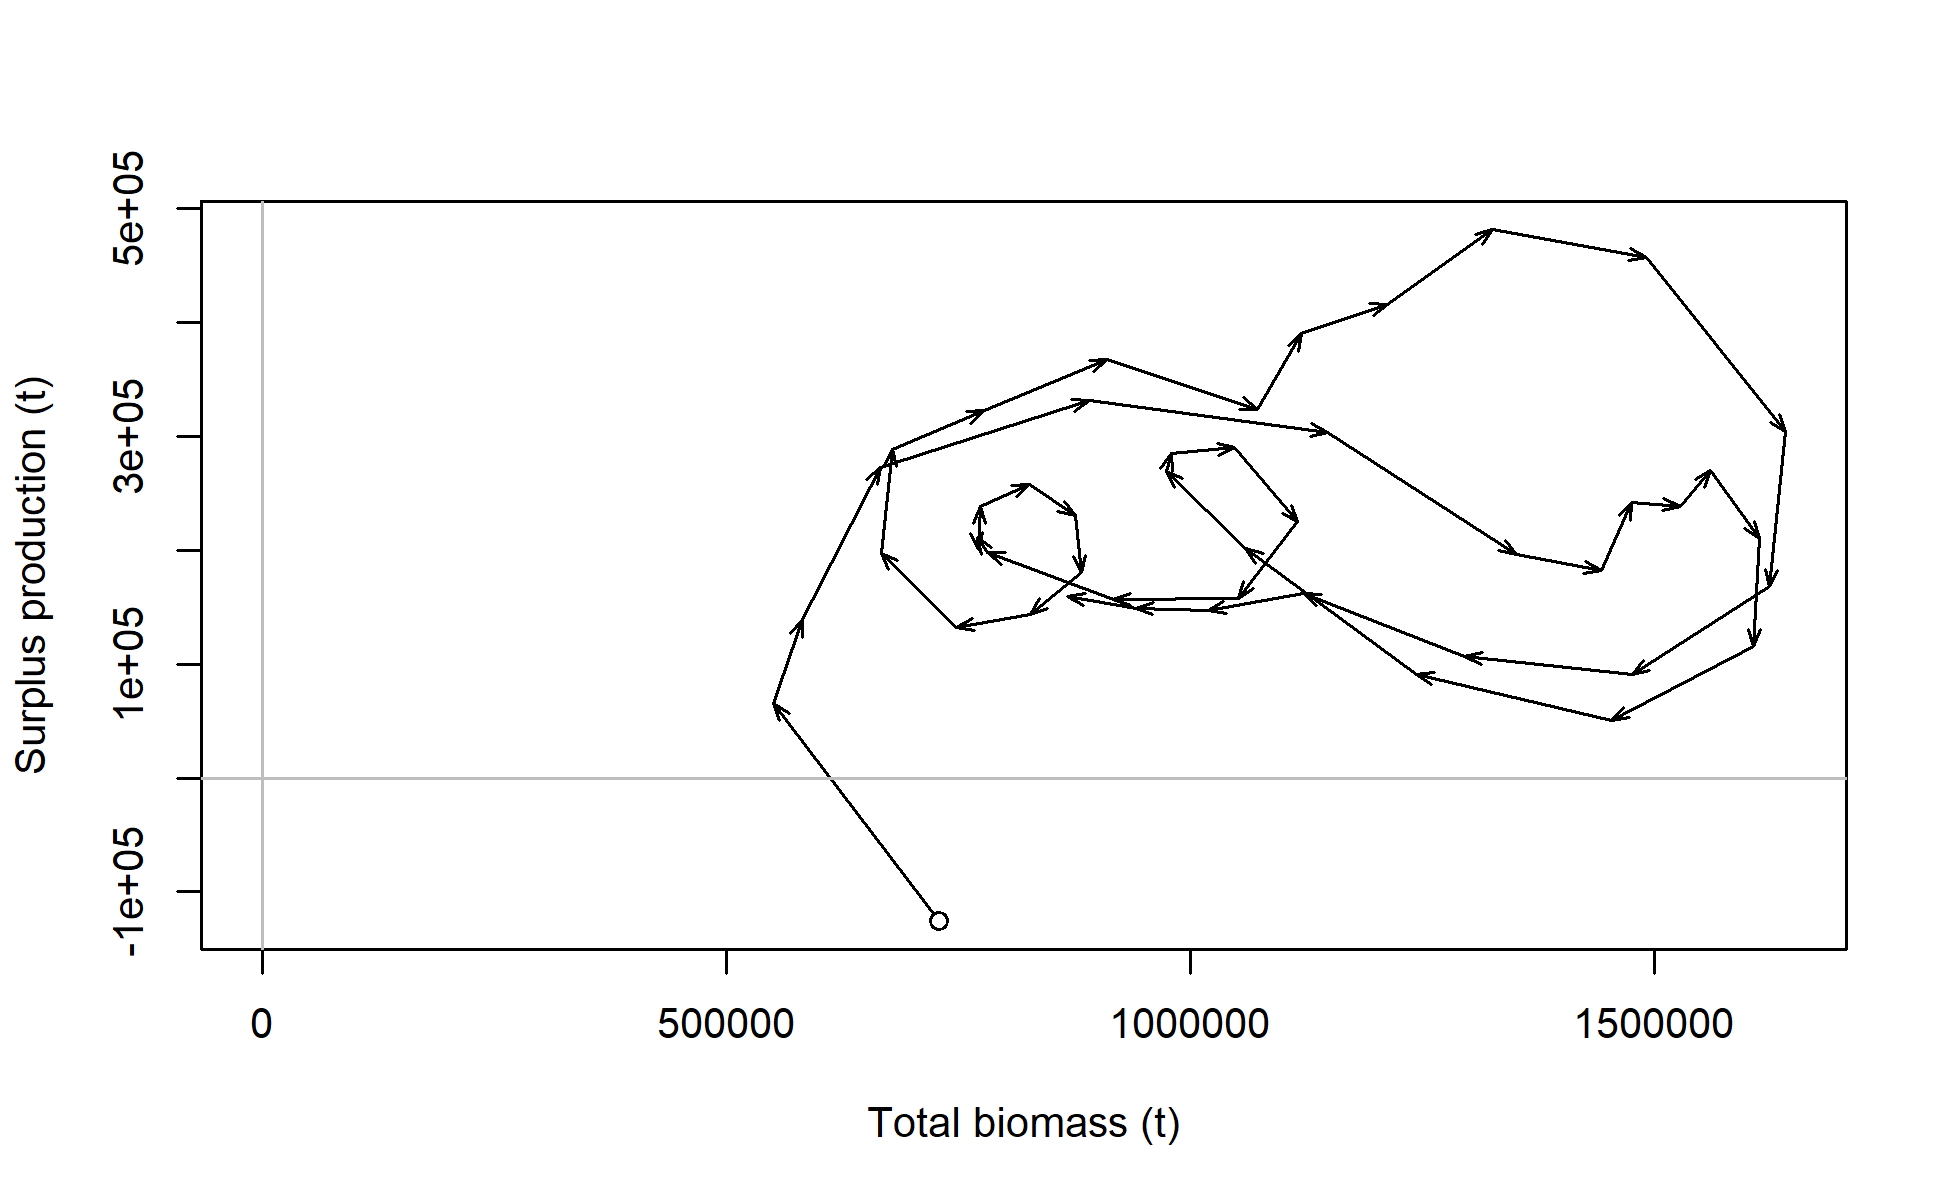 5e+05
3e+05
1e+05
-1e+05
Surplus production (t)
0 500000 1000000 1500000
Total biomass (t)